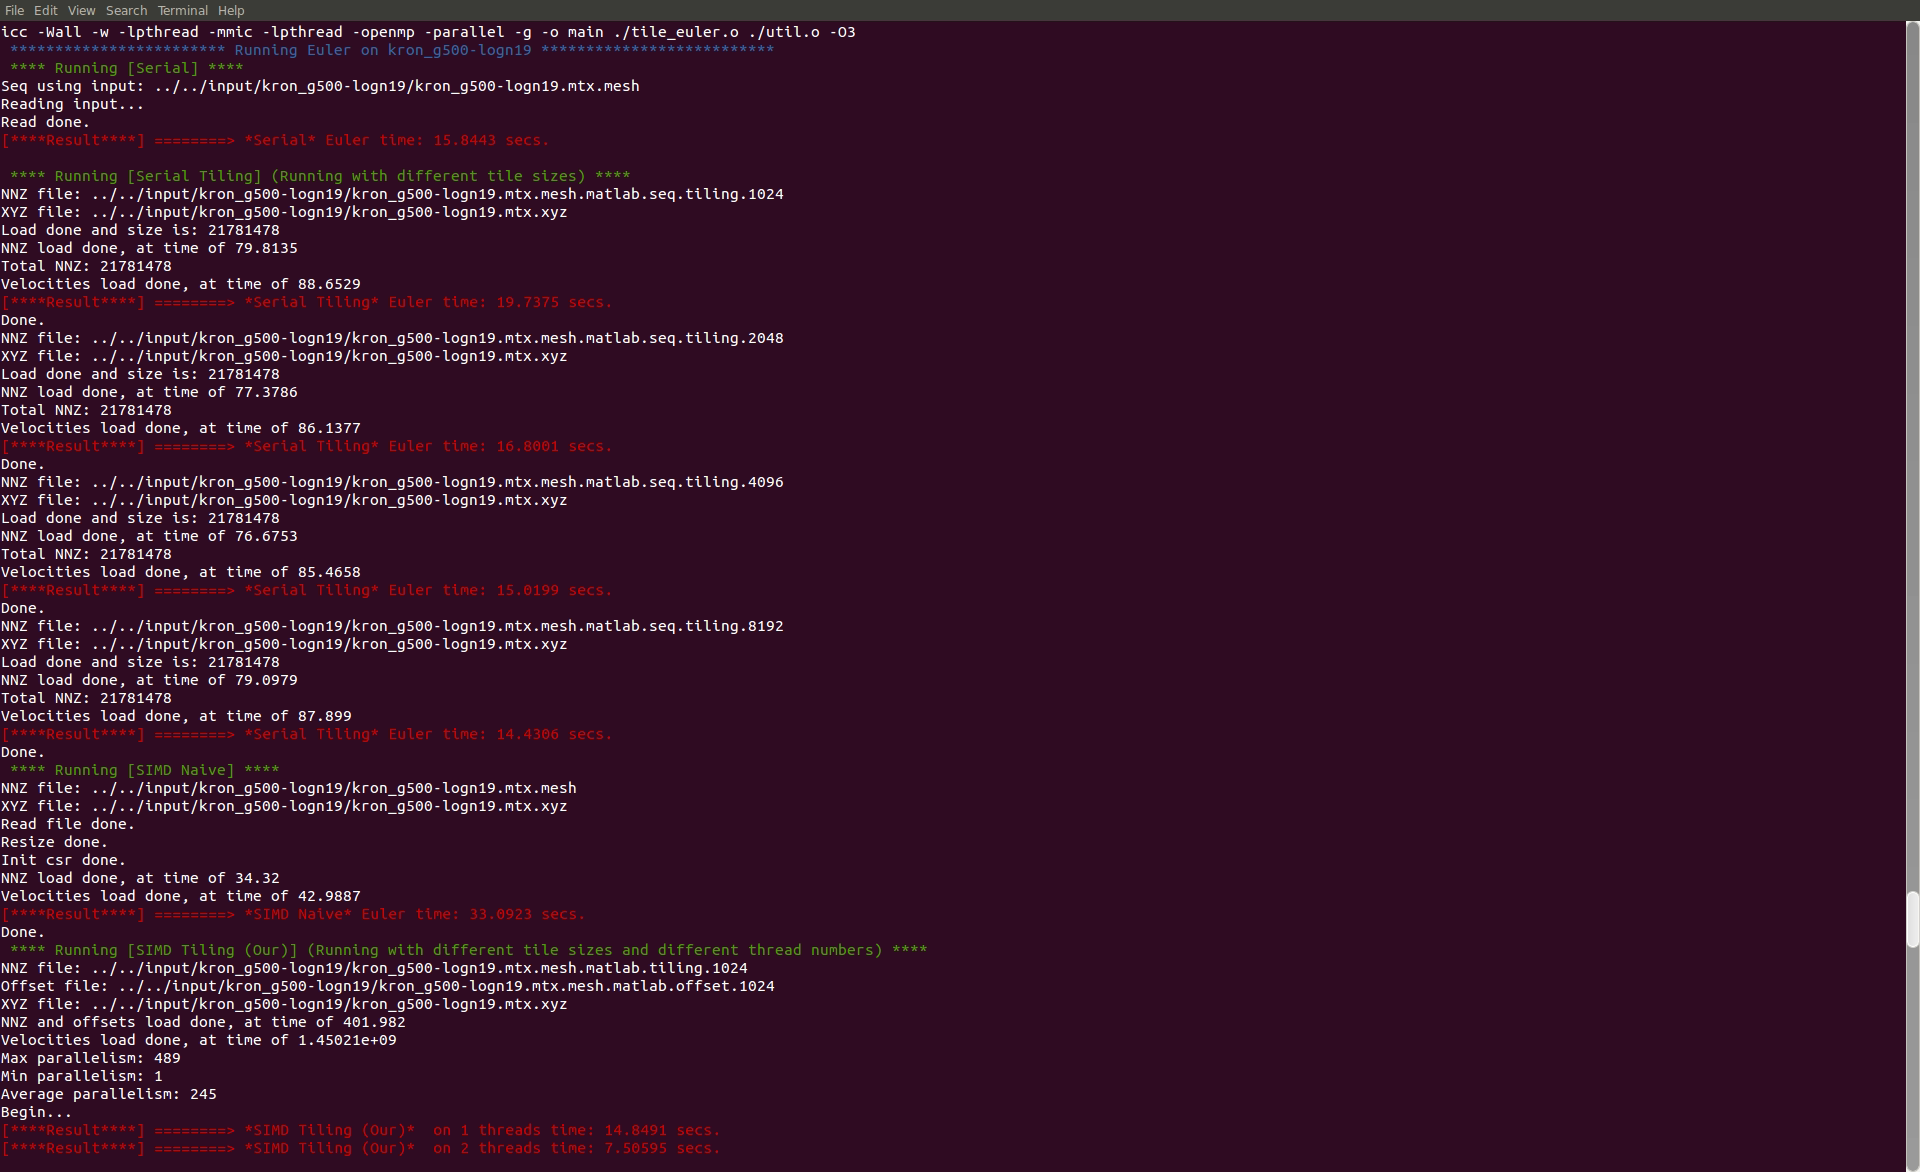 File Edit View Search Terminal Help
icc -Wall -w -lpthread -mmic -lpthread -openmp -parallel -g -o main ./tile_euler.o ./util.o -O3
************************ Running Euler on kron_g500-logn19 **************************
**** Running [Serial] ****
Seq using input: ../../input/kron_g500-logn19/kron_g500-logn19.mtx.mesh
Reading input...
Read done.
[****Result****] ========> *Serial* Euler time: 15.8443 secs.
**** Running [Serial Tiling] (Running with different tile sizes) ****
NNZ file: ../../input/kron_g500-logn19/kron_g500-logn19.mtx.mesh.matlab.seq.tiling.1024
XYZ file: ../../input/kron_g500-logn19/kron_g500-logn19.mtx.xyz
Load done and size is: 21781478
NNZ load done, at time of 79.8135
Total NNZ: 21781478
Velocities load done, at time of 88.6529
[****Result****] ========> *Serial Tiling* Euler time: 19.7375 secs.
Done.
NNZ file: ../../input/kron_g500-logn19/kron_g500-logn19.mtx.mesh.matlab.seq.tiling.2048
XYZ file: ../../input/kron_g500-logn19/kron_g500-logn19.mtx.xyz
Load done and size is: 21781478
NNZ load done, at time of 77.3786
Total NNZ: 21781478
Velocities load done, at time of 86.1377
[****Result****] ========> *Serial Tiling* Euler time: 16.8001 secs.
Done.
NNZ file: ../../input/kron_g500-logn19/kron_g500-logn19.mtx.mesh.matlab.seq.tiling.4096
XYZ file: ../../input/kron_g500-logn19/kron_g500-logn19.mtx.xyz
Load done and size is: 21781478
NNZ load done, at time of 76.6753
Total NNZ: 21781478
Velocities load done, at time of 85.4658
[****Result****] ========> *Serial Tiling* Euler time: 15.0199 secs.
Done.
NNZ file: ../../input/kron_g500-logn19/kron_g500-logn19.mtx.mesh.matlab.seq.tiling.8192
XYZ file: ../../input/kron_g500-logn19/kron_g500-logn19.mtx.xyz
Load done and size is: 21781478
NNZ load done, at time of 79.0979
Total NNZ: 21781478
Velocities load done, at time of 87.899
[****Result****] ========> *Serial Tiling* Euler time: 14.4306 secs.
Done.
**** Running [SIMD Naive] ****
NNZ file: ../../input/kron_g500-logn19/kron_g500-logn19.mtx.mesh
XYZ file: ../../input/kron_g500-logn19/kron_g500-logn19.mtx.xyz
Read file done.
Resize done.
Init csr done.
NNZ load done, at time of 34.32
Velocities load done, at time of 42.9887
[****Result****] ========> *SIMD Naive* Euler time: 33.0923 secs.
Done.
**** Running [SIMD Tiling (Our)] (Running with different tile sizes and different thread numbers) ****
NNZ file: ../../input/kron_g500-logn19/kron_g500-logn19.mtx.mesh.matlab.tiling.1024
Offset file: ../../input/kron_g500-logn19/kron_g500-logn19.mtx.mesh.matlab.offset.1024
XYZ file: ../../input/kron_g500-logn19/kron_g500-logn19.mtx.xyz
NNZ and offsets load done, at time of 401.982
Velocities load done, at time of 1.45021e+09
Max parallelism: 489
Min parallelism: 1
Average parallelism: 245
Begin...
[****Result****] ========> *SIMD Tiling (Our)*  on 1 threads time: 14.8491 secs.
[****Result****] ========> *SIMD Tiling (Our)*  on 2 threads time: 7.50595 secs.